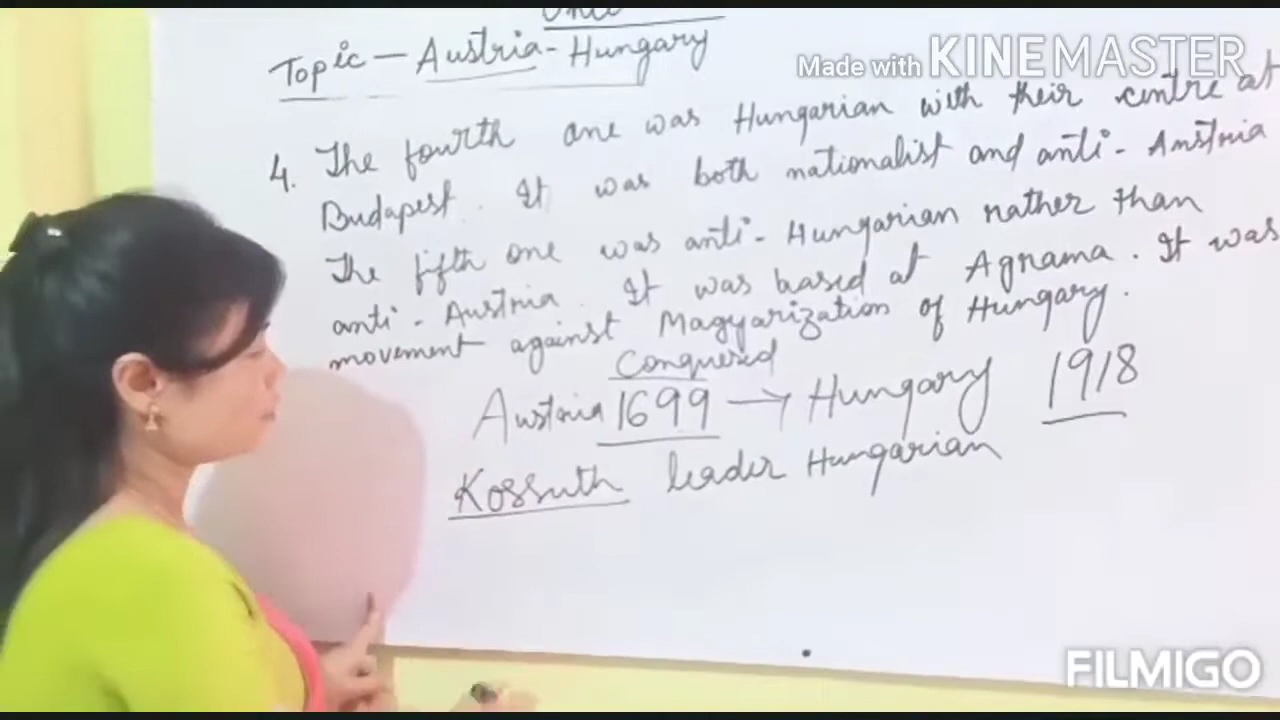 Topic - Austria - Hungary
Made with KINEMASTER
4. The fourth one was Hungarian with their centre at
Budapest. It was both nationalist and anti - Austria
The fifth one was anti - Hungarian rather than
anti - Austria. It was based at Agrama. It was
movement against Magyarization of Hungary.
Conquered
Austria 1699 → Hungary 1918
Kossuth leader Hungarian
FILMIGO